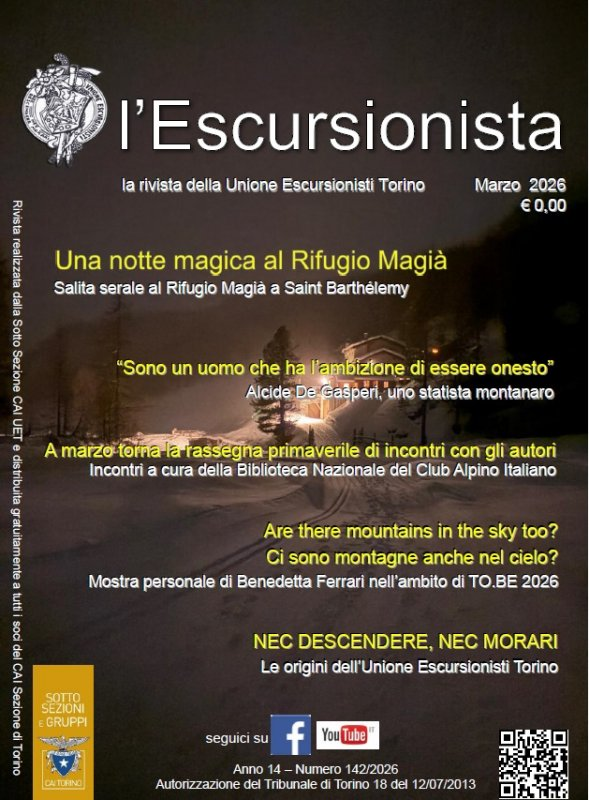 l'Escursionista
la rivista della Unione Escursionisti Torino
Marzo 2026
€ 0,00
Una notte magica al Rifugio Magià
Salita serale al Rifugio Magià a Saint Barthélemy
“Sono un uomo che ha l’ambizione di essere onesto”
Alcide De Gasperi, uno statista montanaro
A marzo torna la rassegna primaverile di incontri con gli autori
Incontri a cura della Biblioteca Nazionale del Club Alpino Italiano
Are there mountains in the sky too?
Ci sono montagne anche nel cielo?
Mostra personale di Benedetta Ferrari nell’ambito di TO.BE 2026
NEC DESCENDERE, NEC MORARI
Le origini dell’Unione Escursionisti Torino
Rivista realizzata dalla Sotto Sezione CAI UET e distribuita gratuitamente a tutti i soci del CAI Sezione di Torino
SOTTO
SEZIONI
E GRUPPI
CAI TORINO
seguici su
f
YouTube IT
Anno 14 – Numero 142/2026
Autorizzazione del Tribunale di Torino 18 del 12/07/2013